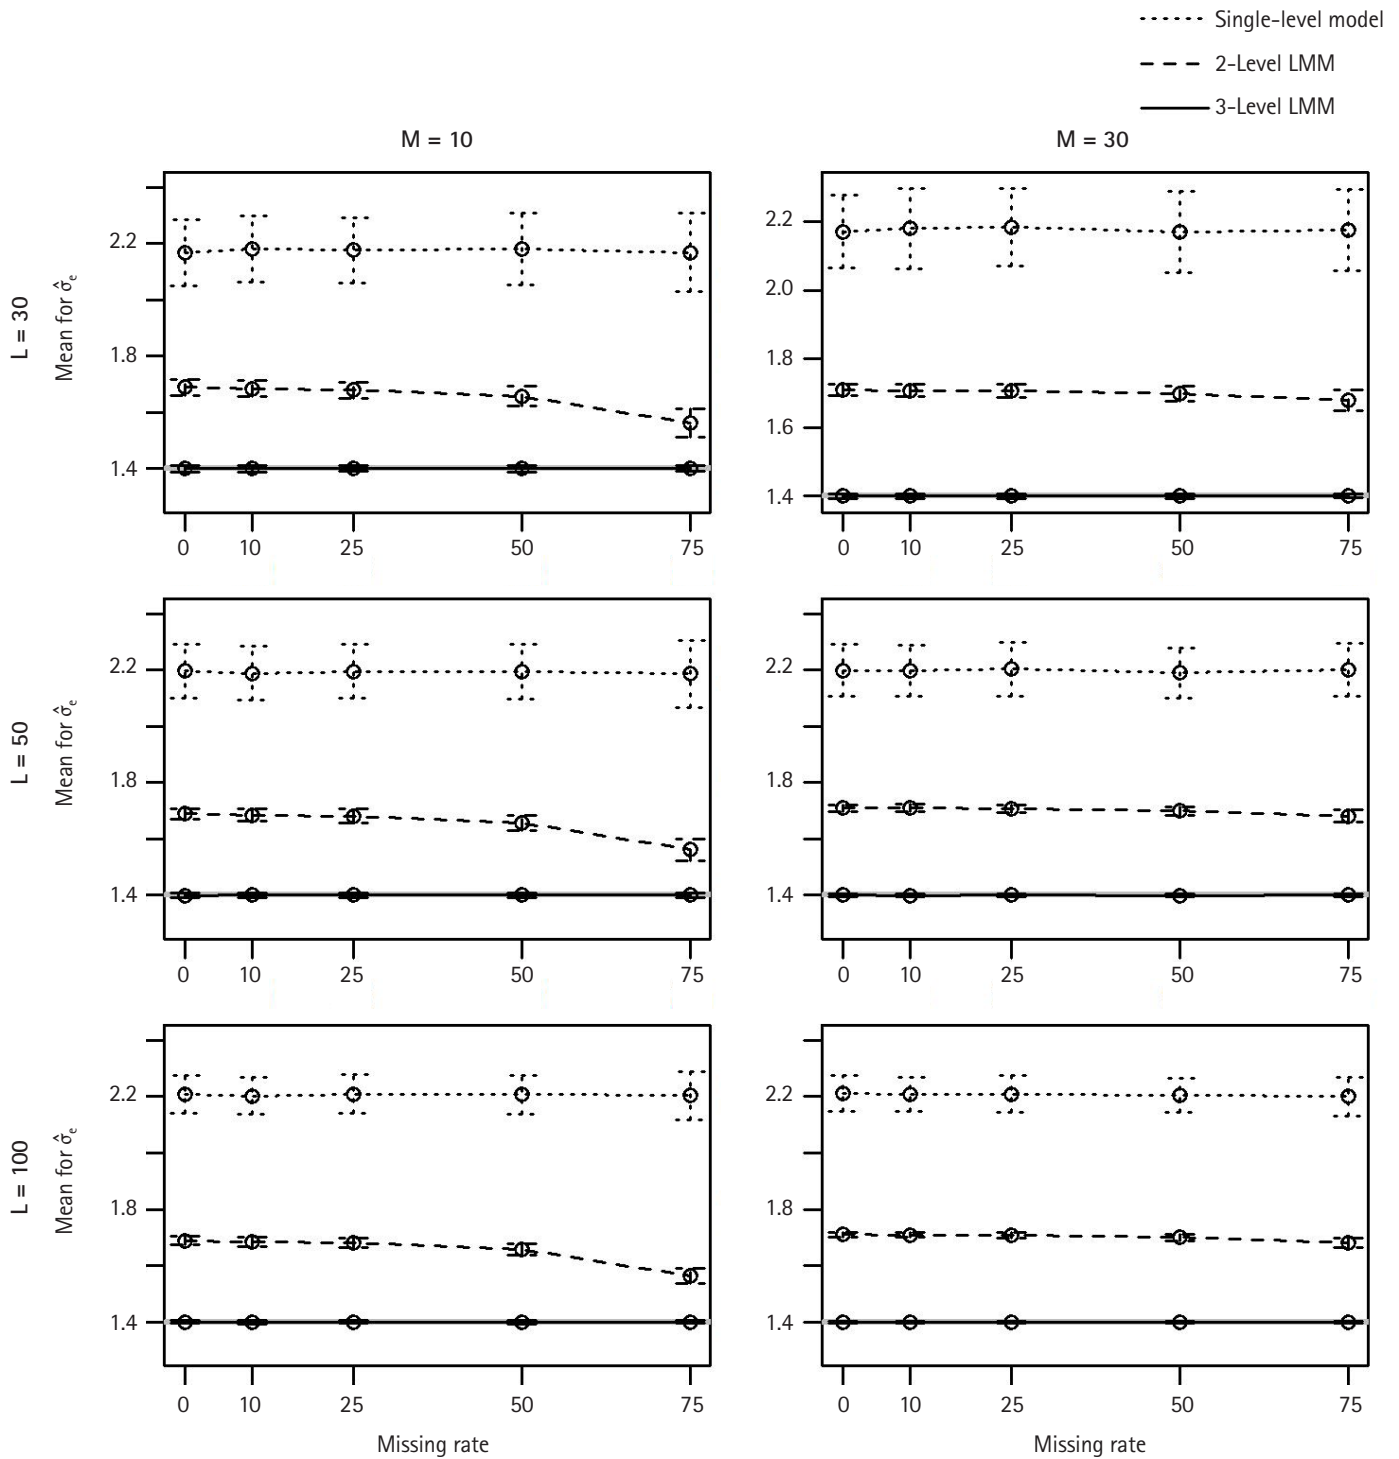 Single-level model
2-Level LMM
3-Level LMM
M = 10
M = 30
L = 30
Mean for σ̂e
2.2
1.8
1.4
0 10 25 50 75
2.2
2.0
1.8
1.6
1.4
0 10 25 50 75
L = 50
Mean for σ̂e
2.2
1.8
1.4
0 10 25 50 75
2.2
1.8
1.4
0 10 25 50 75
L = 100
Mean for σ̂e
2.2
1.8
1.4
0 10 25 50 75
Missing rate
2.2
1.8
1.4
0 10 25 50 75
Missing rate